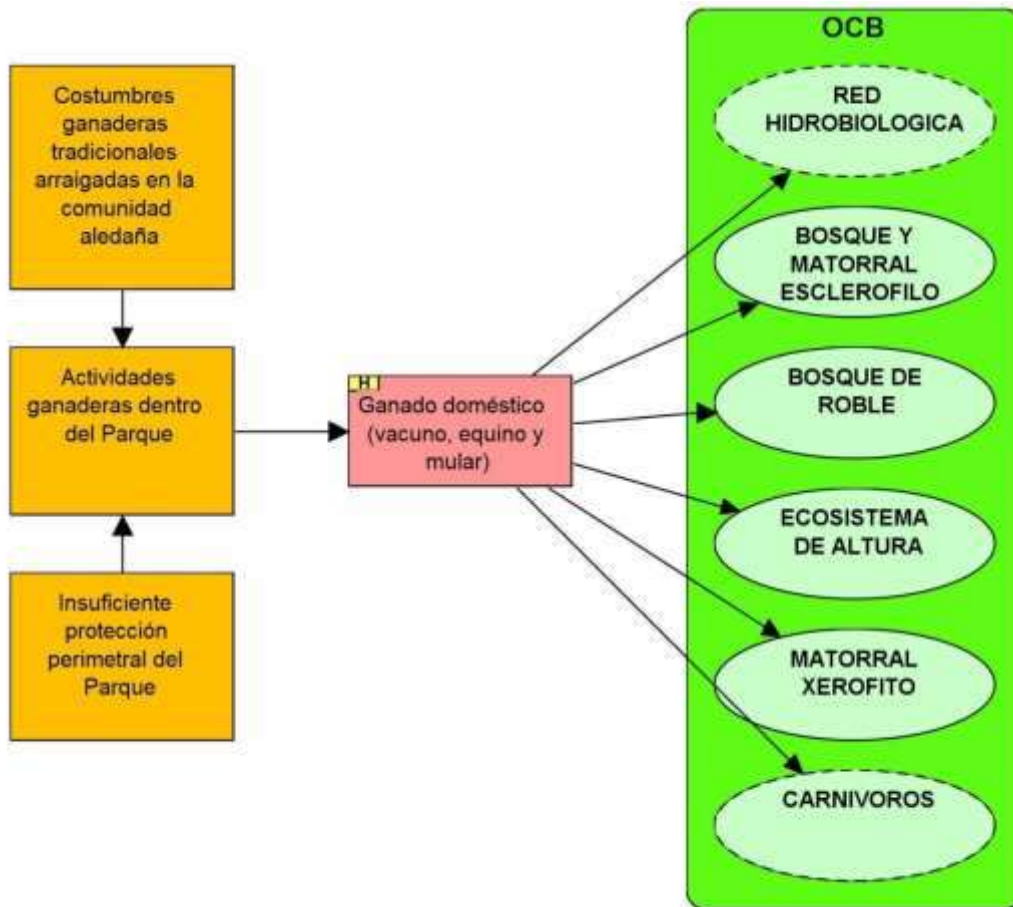 OCB
Costumbres
ganaderas
tradicionales
arraigadas en la
comunidad
aledaña
Actividades
ganaderas dentro
del Parque
Insuficiente
protección
perimetral del
Parque
H
Ganado doméstico
(vacuno, equino y
mular)
RED
HIDROBIOLOGICA
BOSQUE Y
MATORRAL
ESCLEROFILO
BOSQUE DE
ROBLE
ECOSISTEMA
DE ALTURA
MATORRAL
XEROFITO
CARNIVOROS